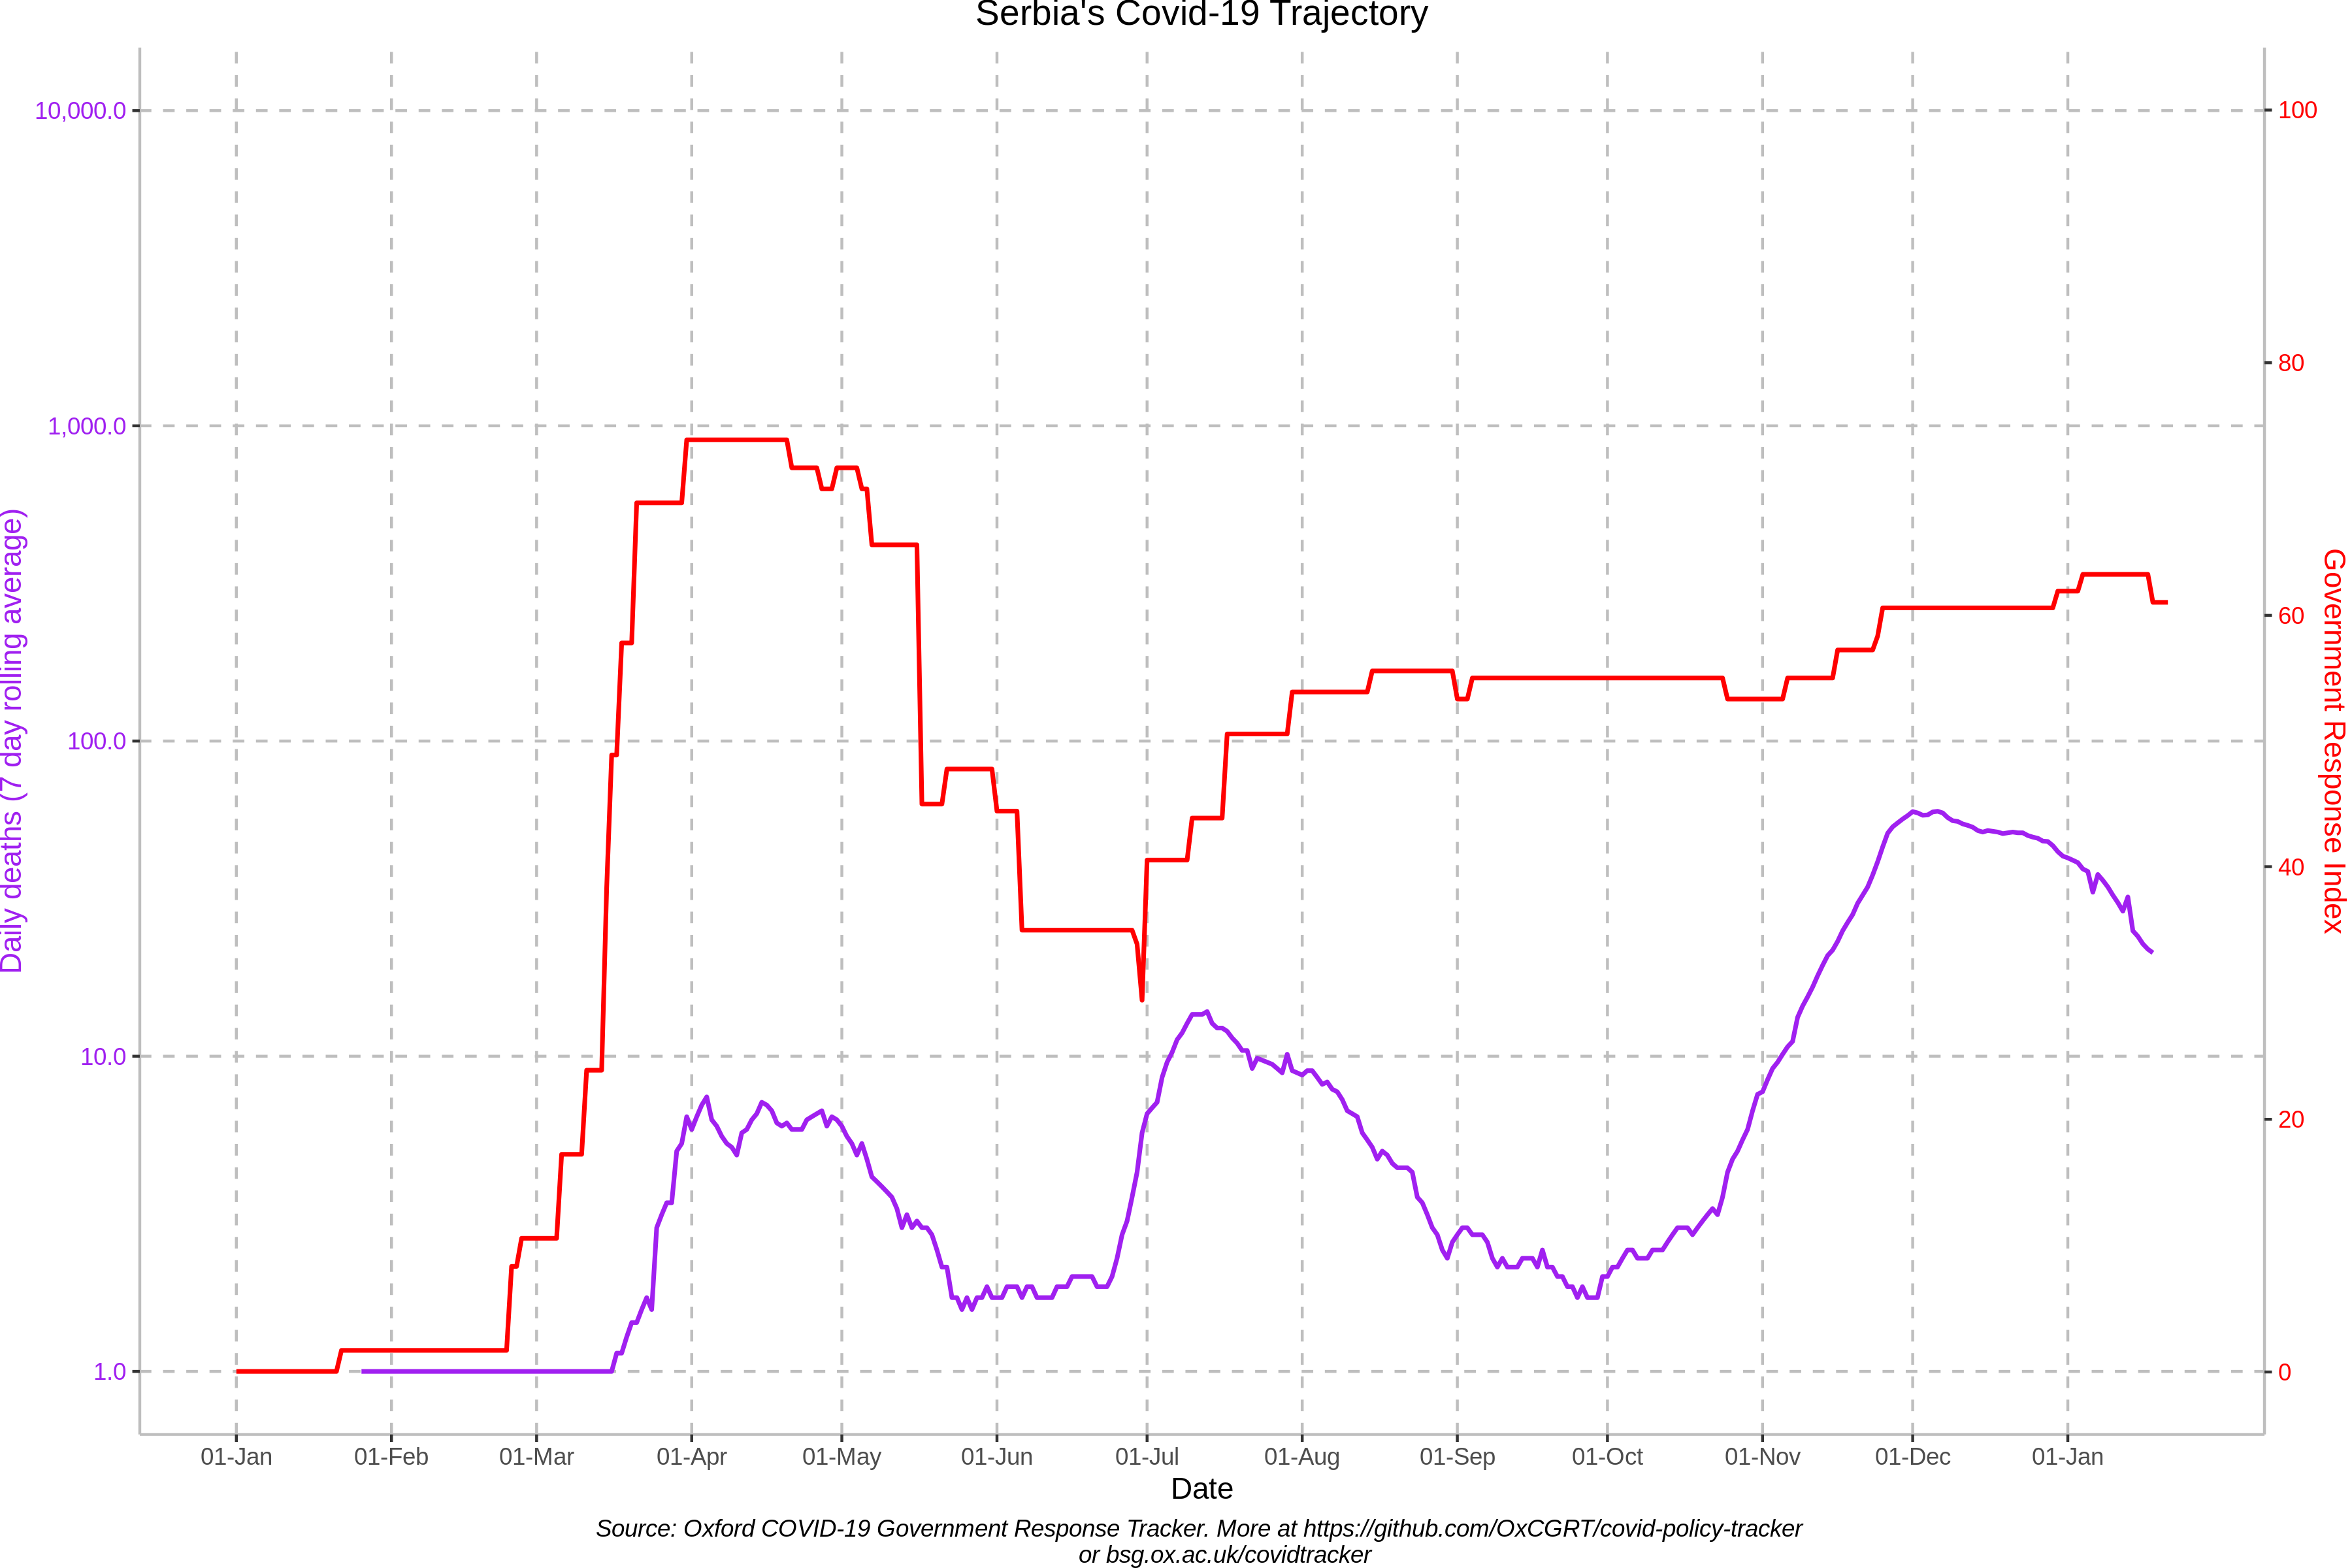 Serbia's Covid-19 Trajectory
10,000.0
1,000.0
100.0
10.0
1.0
Daily deaths (7 day rolling average)
100
80
60
40
20
0
Government Response Index
01-Jan 01-Feb 01-Mar 01-Apr 01-May 01-Jun 01-Jul 01-Aug 01-Sep 01-Oct 01-Nov 01-Dec 01-Jan
Date
Source: Oxford COVID-19 Government Response Tracker. More at https://github.com/OxCGRT/covid-policy-tracker
or bsg.ox.ac.uk/covidtracker